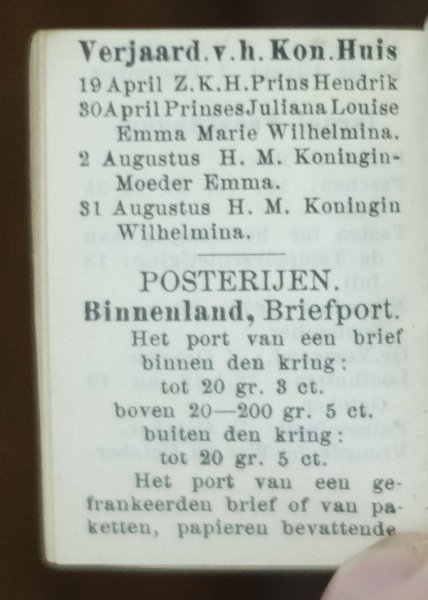 Verjaard.v.h.Kon.Huis
19 April Z.K.H.Prins Hendrik
30 April Prinses Juliana Louise
Emma Marie Wilhelmina.
2 Augustus H. M. Koningin-
Moeder Emma.
31 Augustus H. M. Koningin
Wilhelmina.
POSTERIJEN.
Binnenland, Briefport.
Het port van een brief
binnen den kring:
tot 20 gr. 3 ct.
boven 20—200 gr. 5 ct.
buiten den kring:
tot 20 gr. 5 ct.
Het port van een ge-
frankeerden brief of van pa-
ketten, papieren bevattende